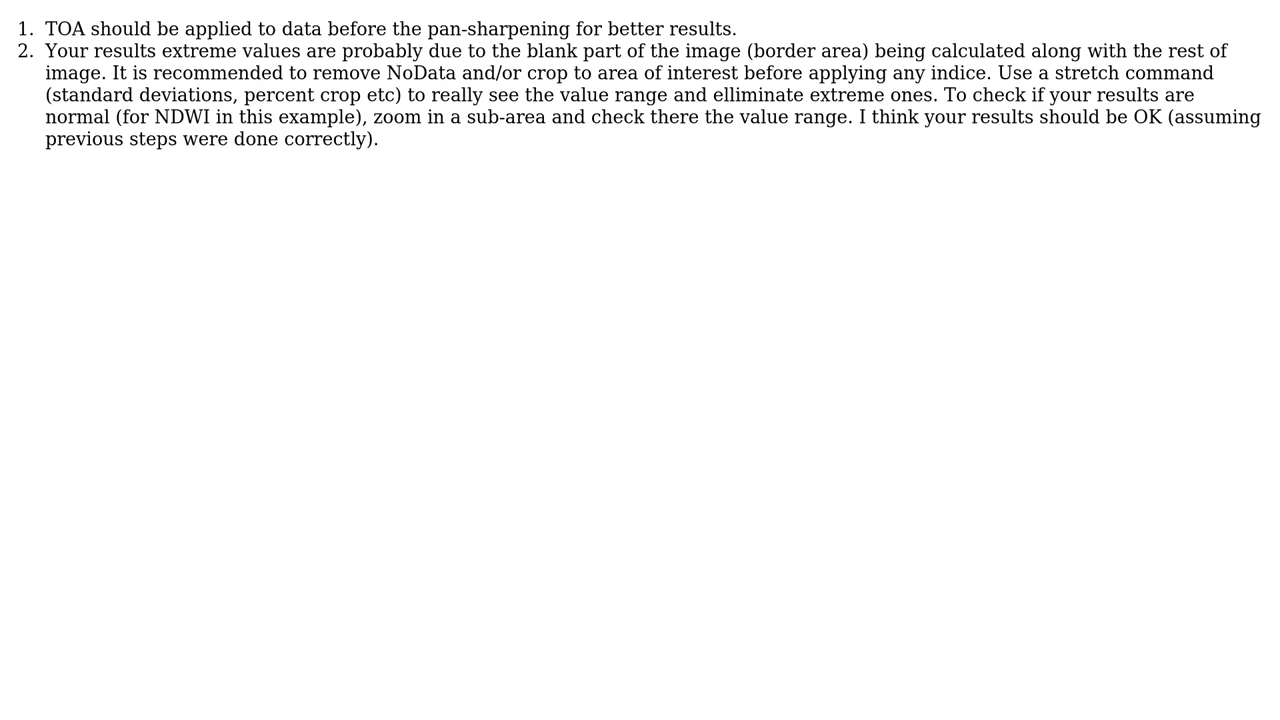 1. TOA should be applied to data before the pan-sharpening for better results.
2. Your results extreme values are probably due to the blank part of the image (border area) being calculated along with the rest of
image. It is recommended to remove NoData and/or crop to area of interest before applying any indice. Use a stretch command
(standard deviations, percent crop etc) to really see the value range and elliminate extreme ones. To check if your results are
normal (for NDWI in this example), zoom in a sub-area and check there the value range. I think your results should be OK (assuming
previous steps were done correctly).